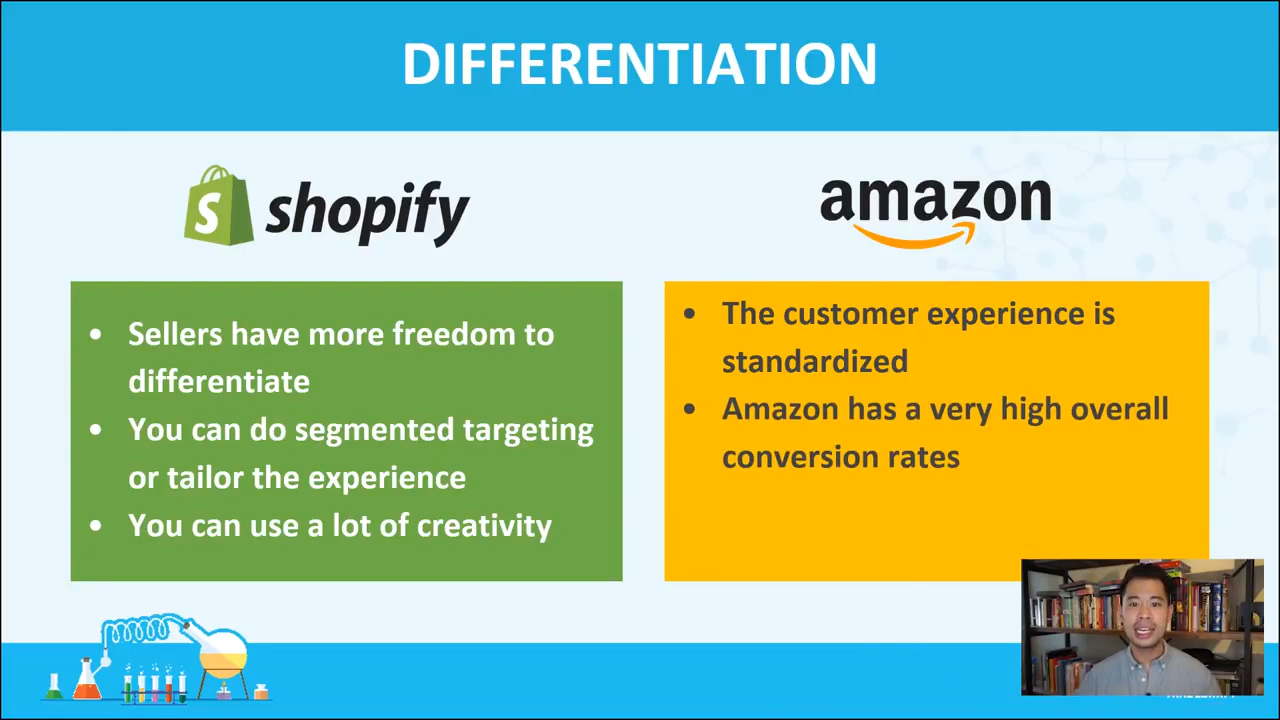 DIFFERENTIATION
S shopify
amazon
• Sellers have more freedom to
differentiate
• You can do segmented targeting
or tailor the experience
• You can use a lot of creativity
• The customer experience is
standardized
• Amazon has a very high overall
conversion rates